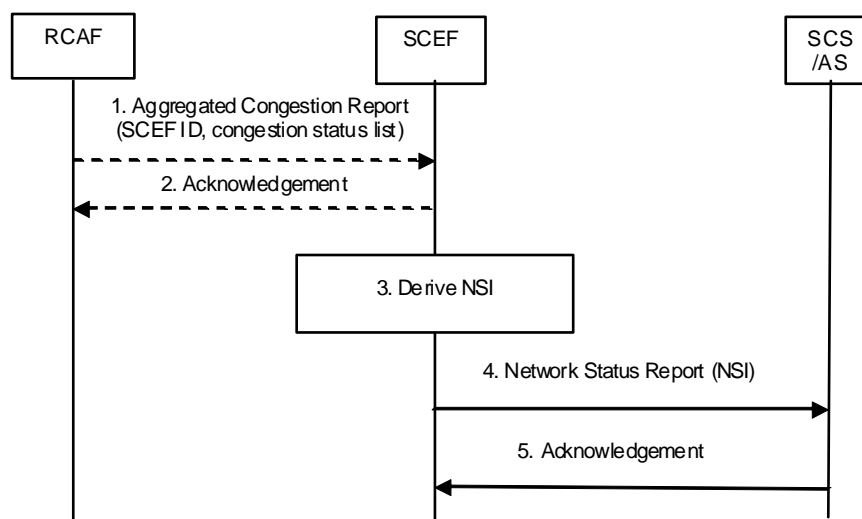 RCAF
SCEF
SCS
/AS
1. Aggregated Congestion Report
(SCEF ID, congestion status list)
2. Acknowledgement
3. Derive NSI
4. Network Status Report (NSI)
5. Acknowledgement